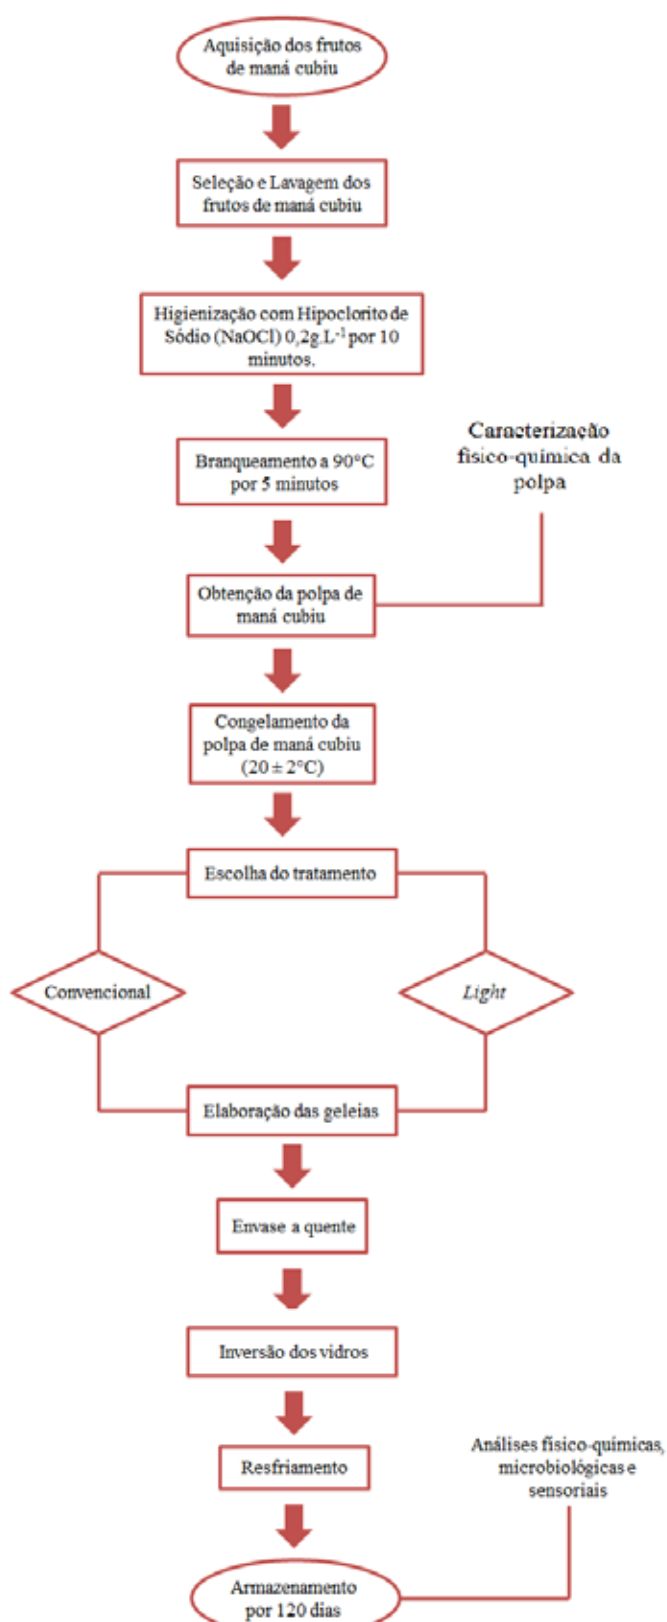 Aquisição dos frutos
de maná cubiu
Seleção e Lavagem dos
frutos de maná cubiu
Higienização com Hipoclorito de
Sódio (NaOCl) 0,2g.L⁻¹ por 10
minutos.
Branqueamento a 90°C
por 5 minutos
Caracterização
físico-química da
polpa
Obtenção da polpa de
maná cubiu
Congelamento da
polpa de maná cubiu
(20 ± 2°C)
Escolha do tratamento
Convencional
Light
Elaboração das geleias
Envase a quente
Inversão dos vidros
Resfriamento
Análises físico-químicas,
microbiológicas e
sensoriais
Armazenamento
por 120 dias